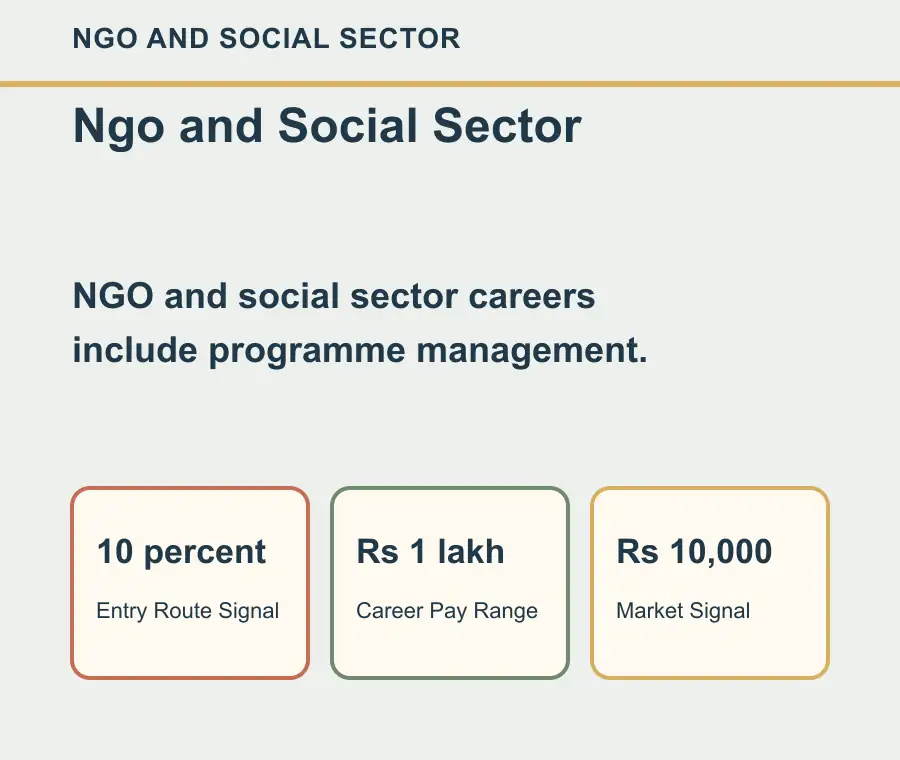 NGO AND SOCIAL SECTOR
Ngo and Social Sector
NGO and social sector careers
include programme management.
10 percent
Entry Route Signal
Rs 1 lakh
Career Pay Range
Rs 10,000
Market Signal